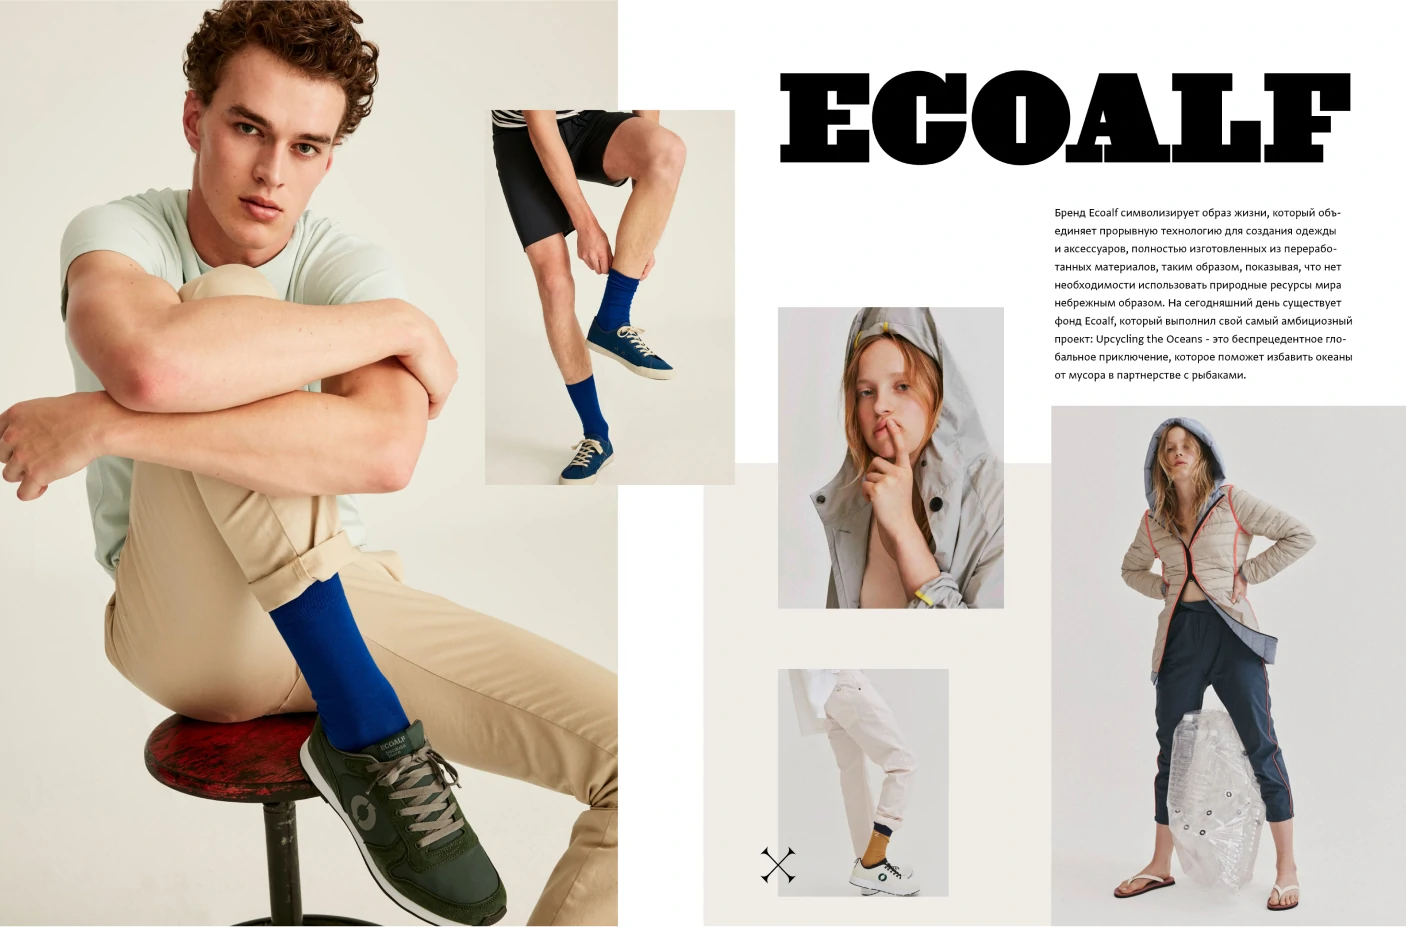 ECOALF
Бренд Ecoalf символизирует образ жизни, который объ-
единяет прорывную технологию для создания одежды
и аксессуаров, полностью изготовленных из перерабо-
танных материалов, таким образом, показывая, что нет
необходимости использовать природные ресурсы мира
небрежным образом. На сегодняшний день существует
фонд Ecoalf, который выполнил свой самый амбициозный
проект: Upcycling the Oceans - это беспрецедентное гло-
бальное приключение, которое поможет избавить океаны
от мусора в партнерстве с рыбаками.
ECOALF